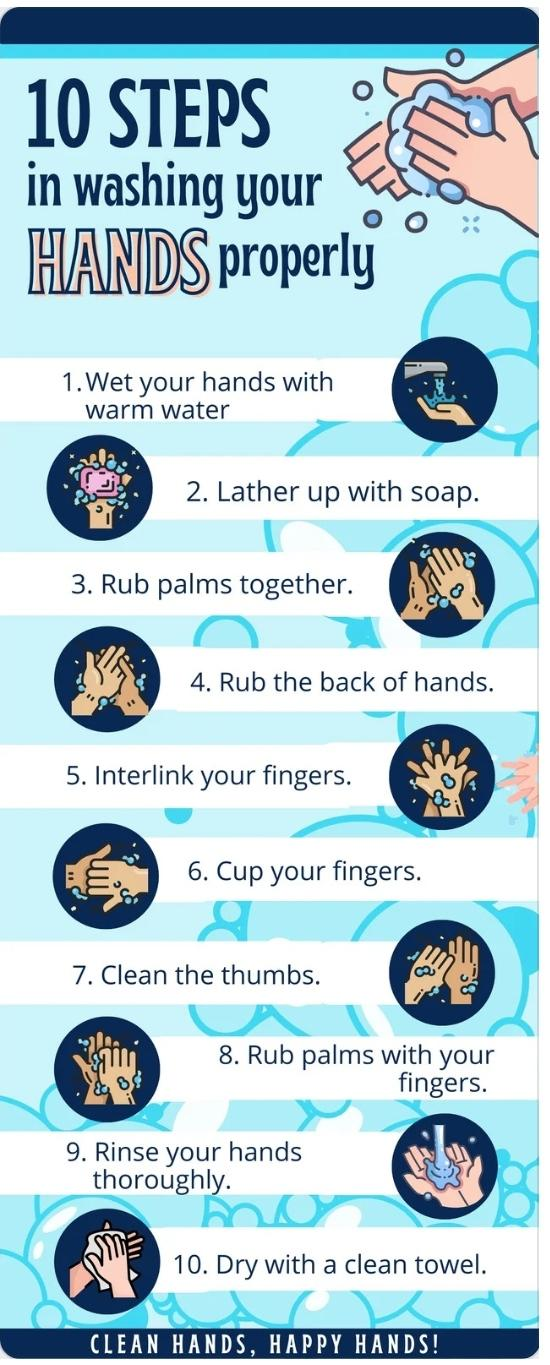 10 STEPS
in washing your
HANDS properly
1. Wet your hands with
warm water
2. Lather up with soap.
3. Rub palms together.
4. Rub the back of hands.
5. Interlink your fingers.
6. Cup your fingers.
7. Clean the thumbs.
8. Rub palms with your
fingers.
9. Rinse your hands
thoroughly.
10. Dry with a clean towel.
CLEAN HANDS, HAPPY HANDS!